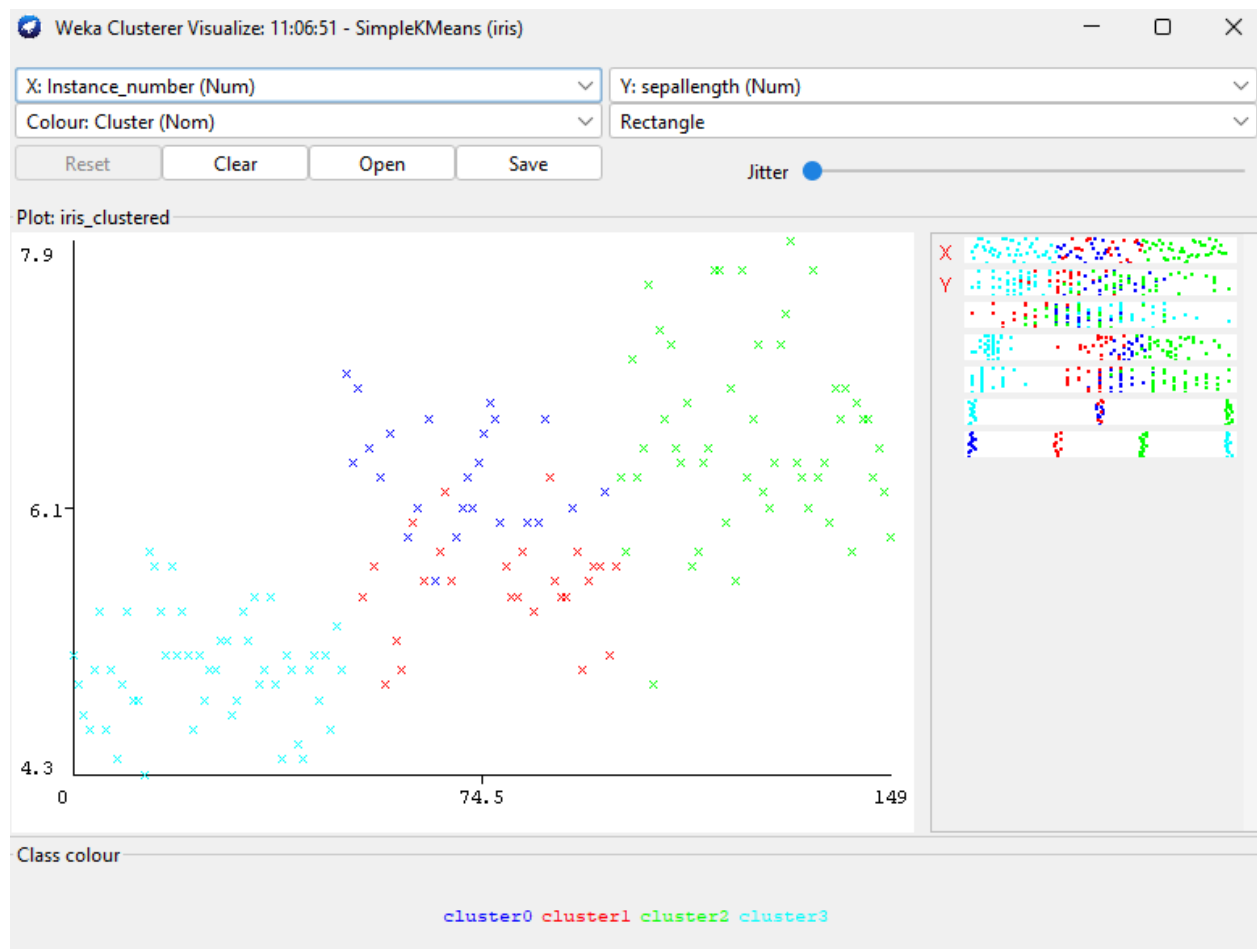 Weka Clusterer Visualize: 11:06:51 - SimpleKMeans (iris)
X: Instance_number (Num) Y: sepallength (Num)
Colour: Cluster (Nom) Rectangle
Reset Clear Open Save Jitter
Plot: iris_clustered
7.9
6.1
4.3
0 74.5 149
X
Y
Class colour
cluster0 cluster1 cluster2 cluster3